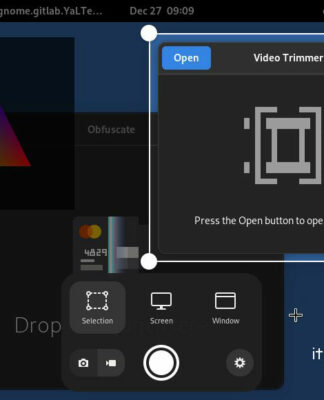 gnome.gitlab.YaLTe… Dec 27 09:09
Open Video Trimmer
Obfuscate
Press the Open button to ope
4829
Selection Screen Window
Drop
it